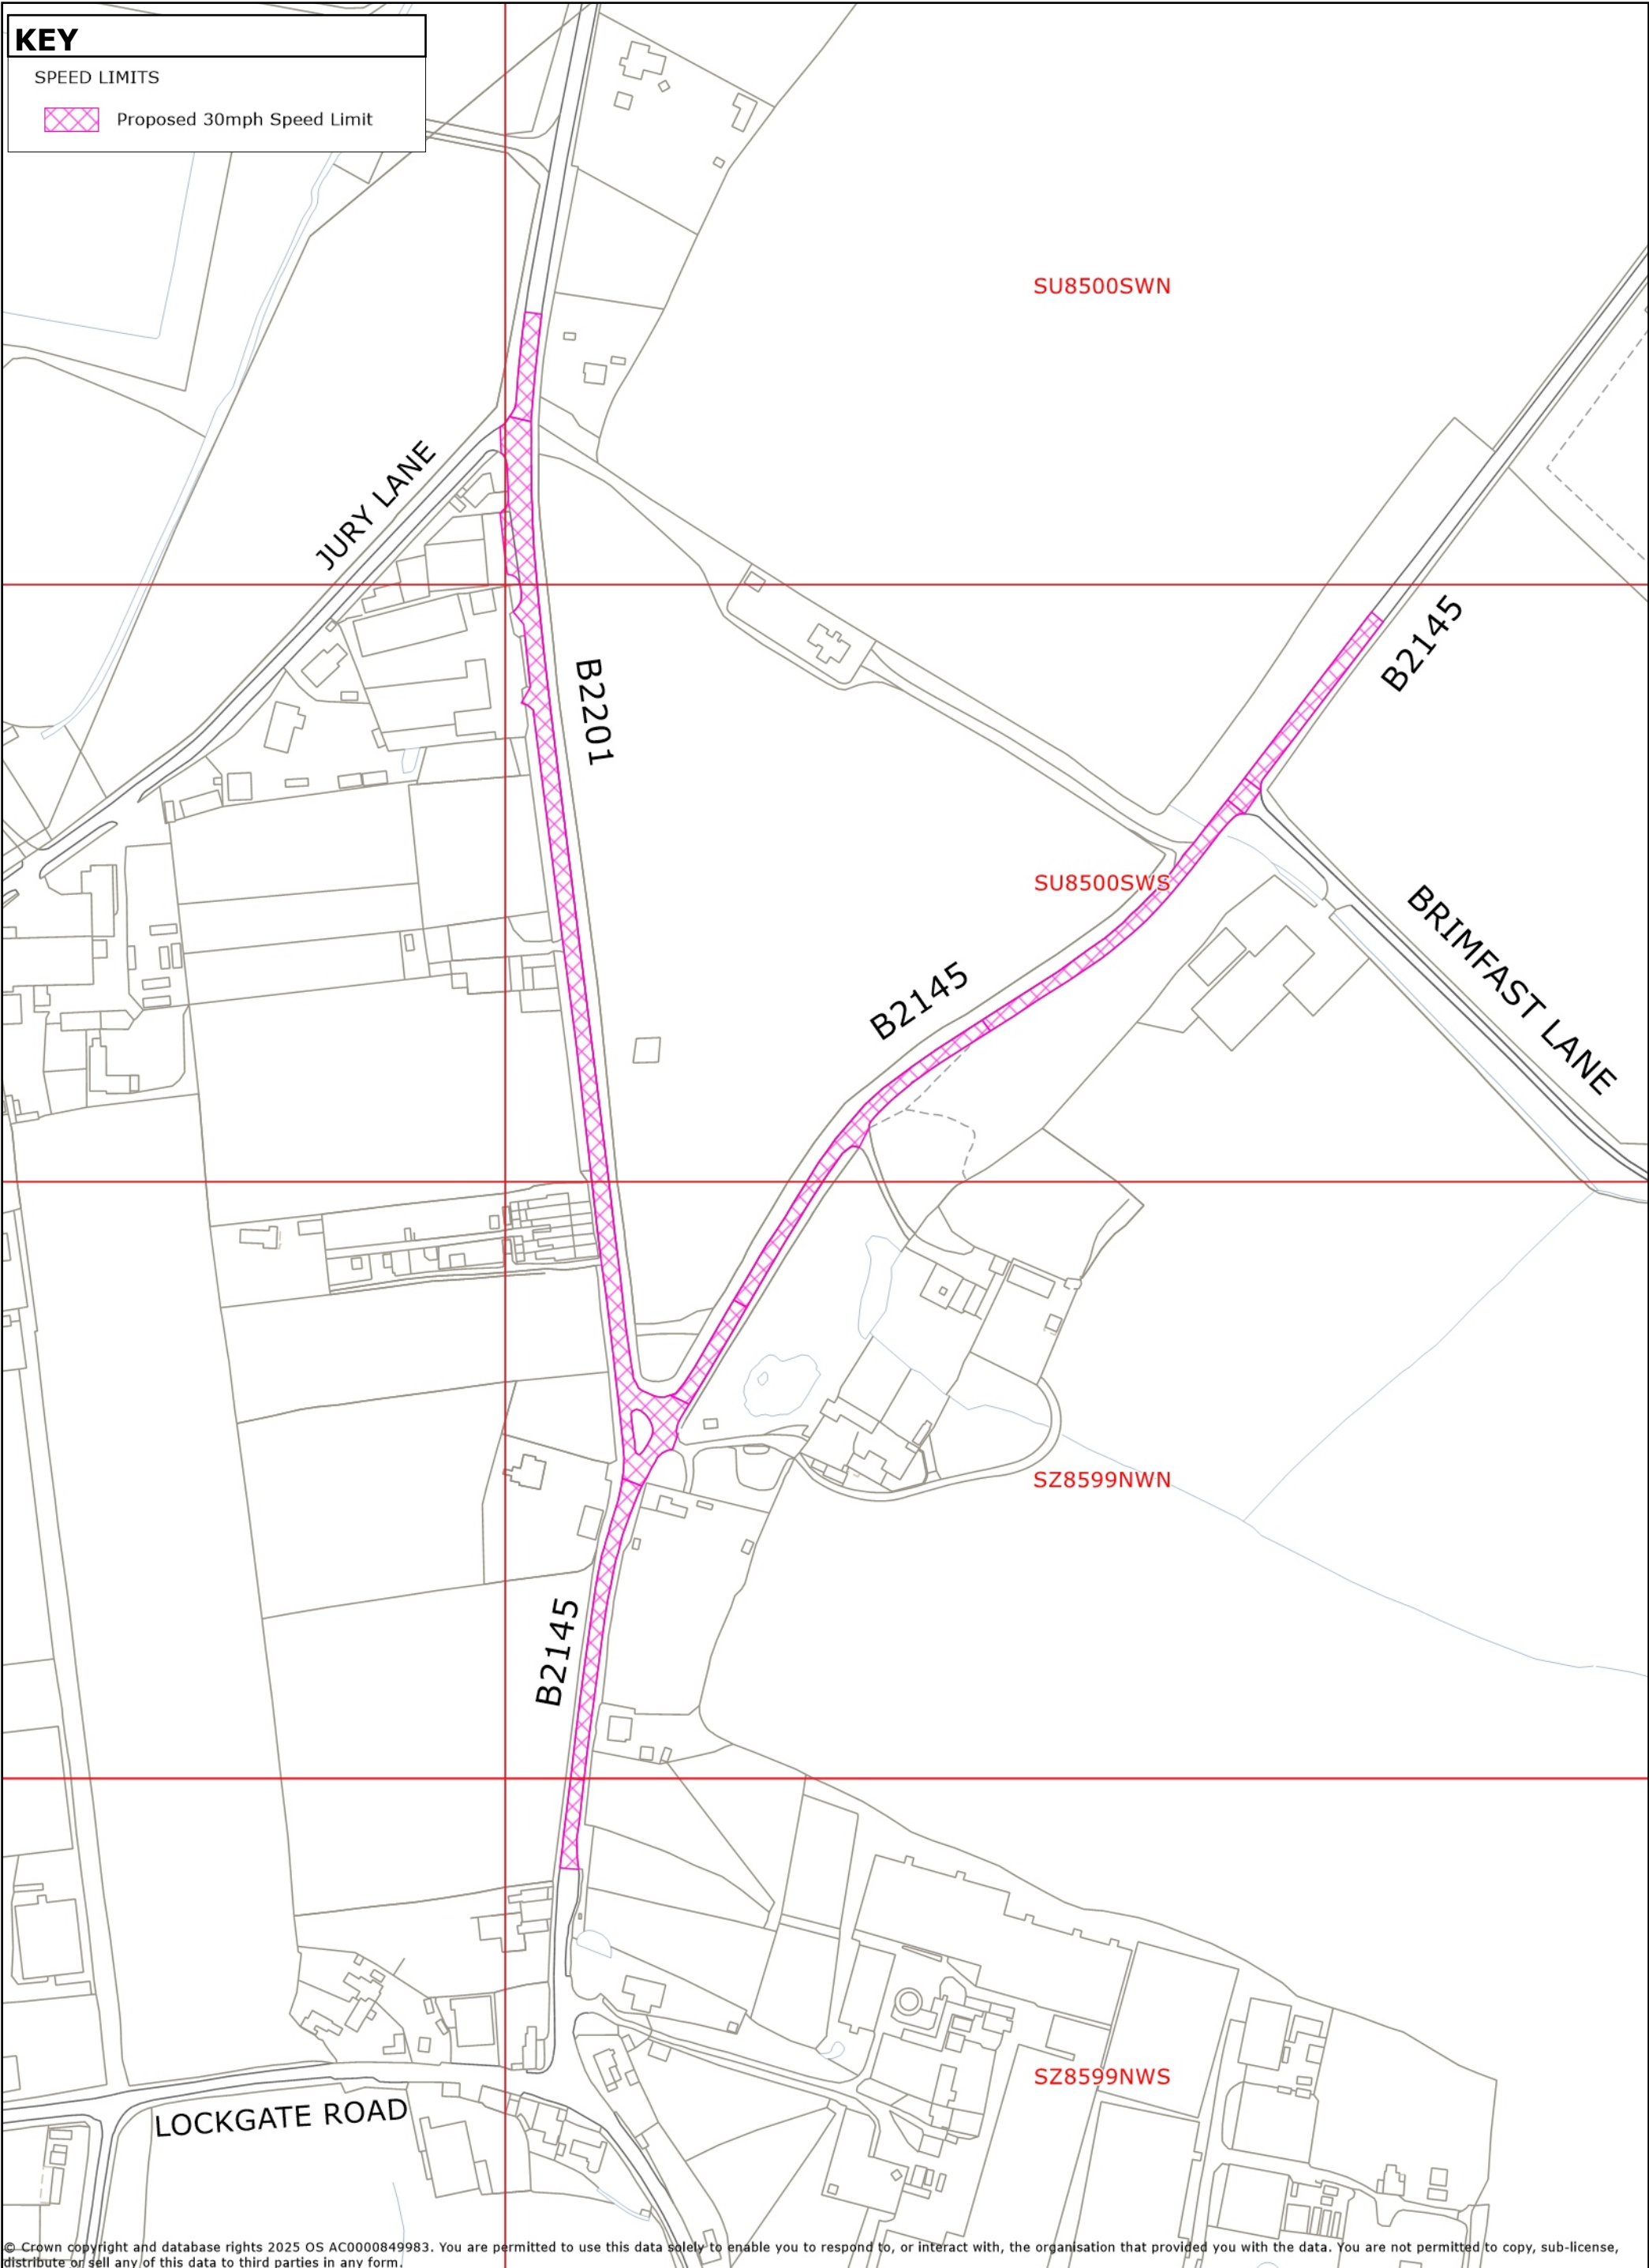 KEY
SPEED LIMITS
Proposed 30mph Speed Limit
SU8500SWN
JURY LANE
B2201
B2145
SU8500SWS
BRIMFAST LANE
B2145
SZ8599NWN
B2145
SZ8599NWS
LOCKGATE ROAD
© Crown copyright and database rights 2025 OS AC0000849983. You are permitted to use this data solely to enable you to respond to, or interact with, the organisation that provided you with the data. You are not permitted to copy, sub-license,
distribute or sell any of this data to third parties in any form.